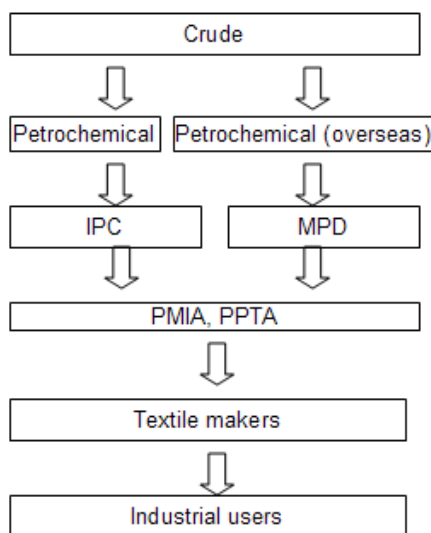 Crude
Petrochemical
Petrochemical (overseas)
IPC
MPD
PMIA, PPTA
Textile makers
Industrial users